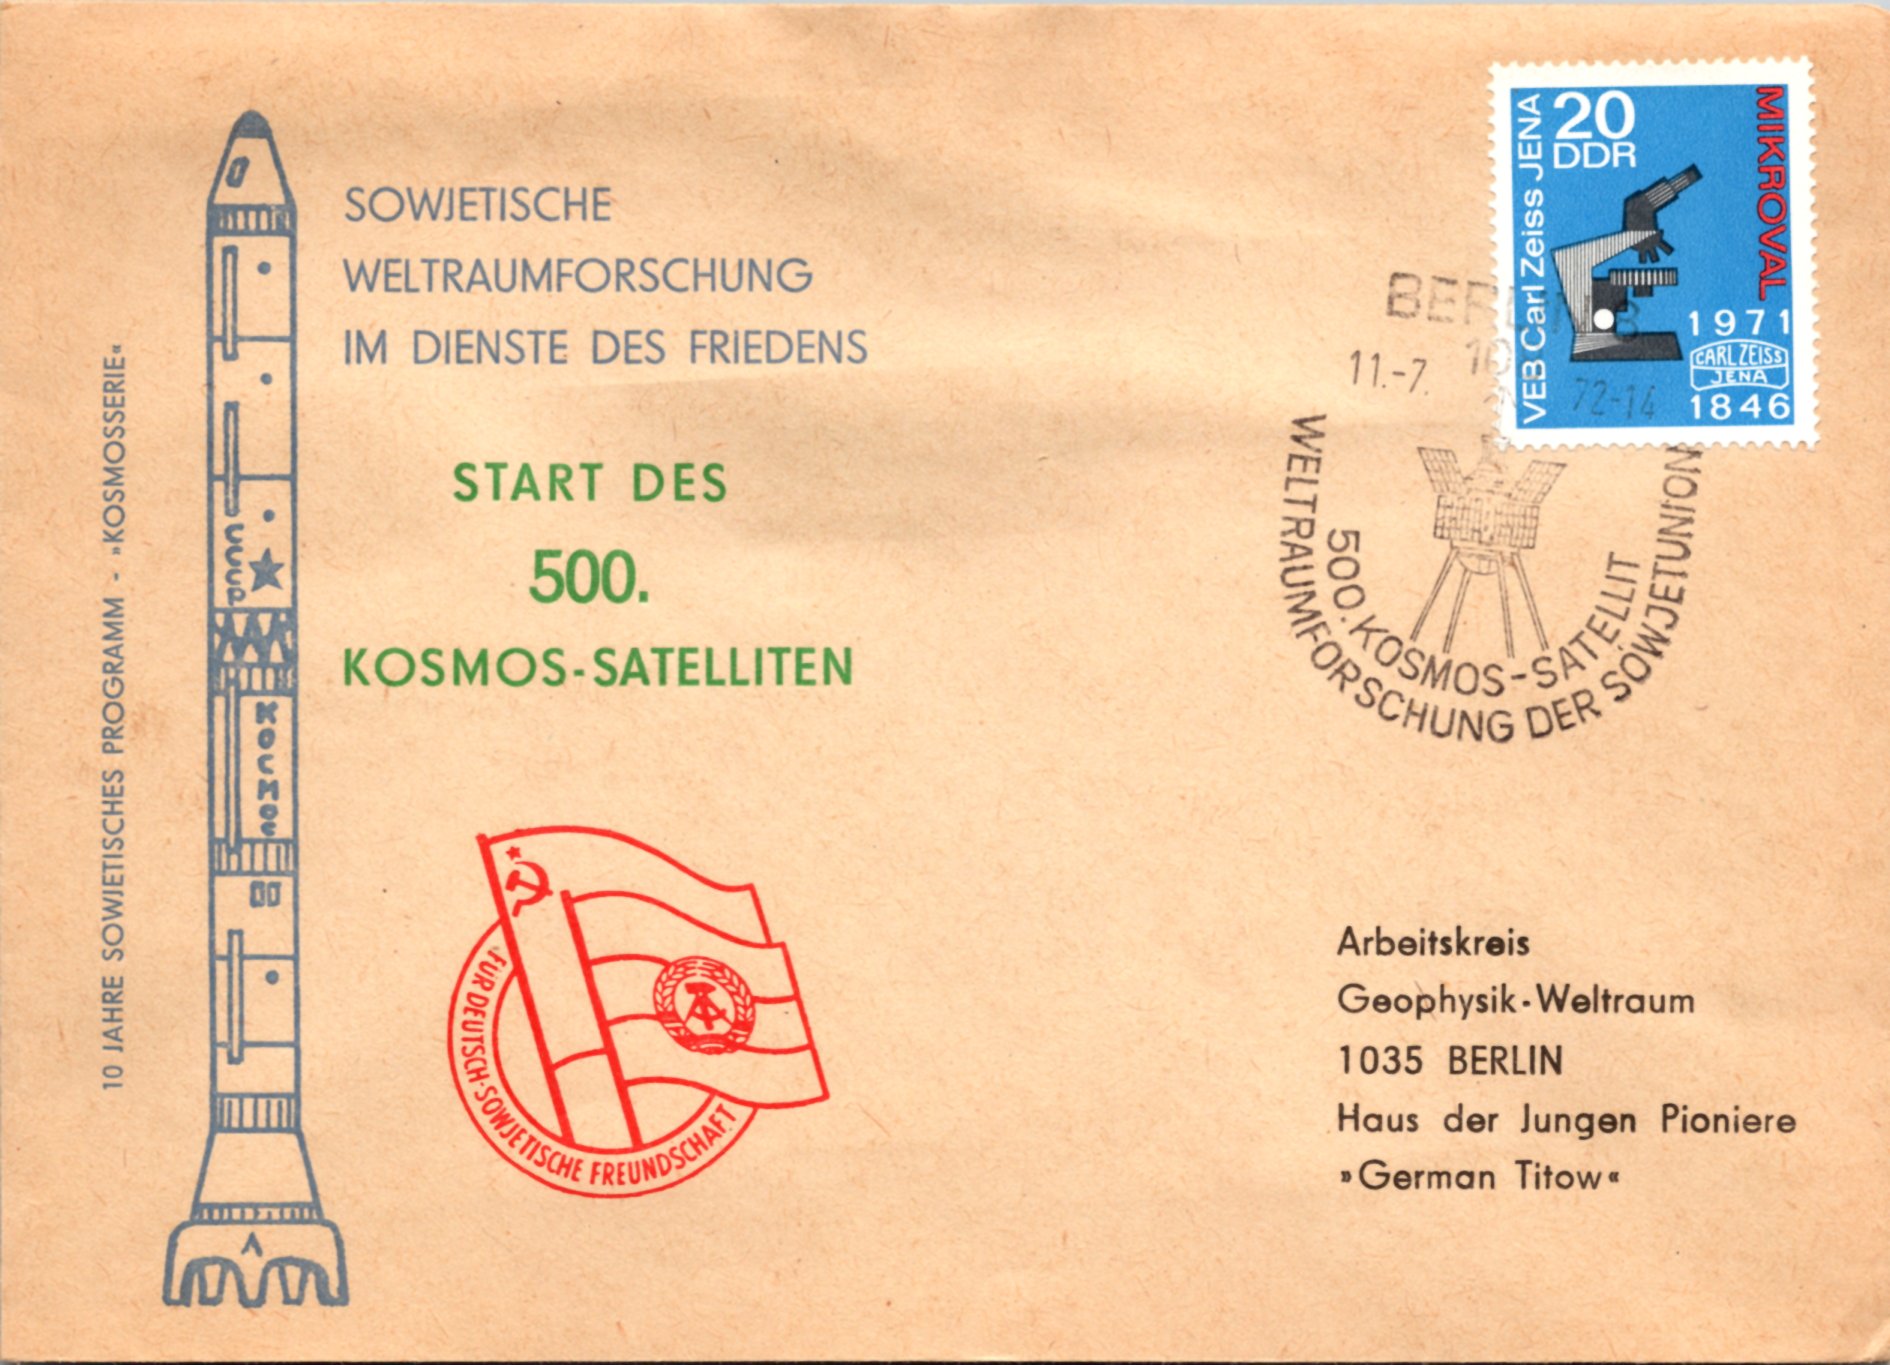 10 JAHRE SOWJETISCHES PROGRAMM - »KOSMOSSERIE«
СССР
КОСМОС
SOWJETISCHE
WELTRAUMFORSCHUNG
IM DIENSTE DES FRIEDENS
START DES
500.
KOSMOS-SATELLITEN
FÜR DEUTSCH-SOWJETISCHE FREUNDSCHAFT
20
DDR
VEB Carl Zeiss JENA
MIKROVAL
1971
CARL ZEISS
JENA
1846
BERLIN 8
11.-7. 72-14
500. KOSMOS-SATELLIT
WELTRAUMFORSCHUNG DER SOWJETUNION
Arbeitskreis
Geophysik-Weltraum
1035 BERLIN
Haus der Jungen Pioniere
»German Titow«